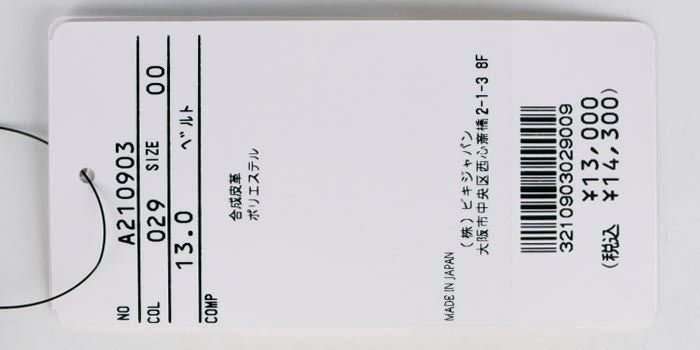 NO A210903
COL 029 SIZE 00
13.0 ベルト
COMP
合成皮革
ポリエステル
MADE IN JAPAN
(株)ビキジャパン
大阪市中央区西心斎橋2-1-3 8F
3210903029009
¥13,000
(税込 ¥14,300)